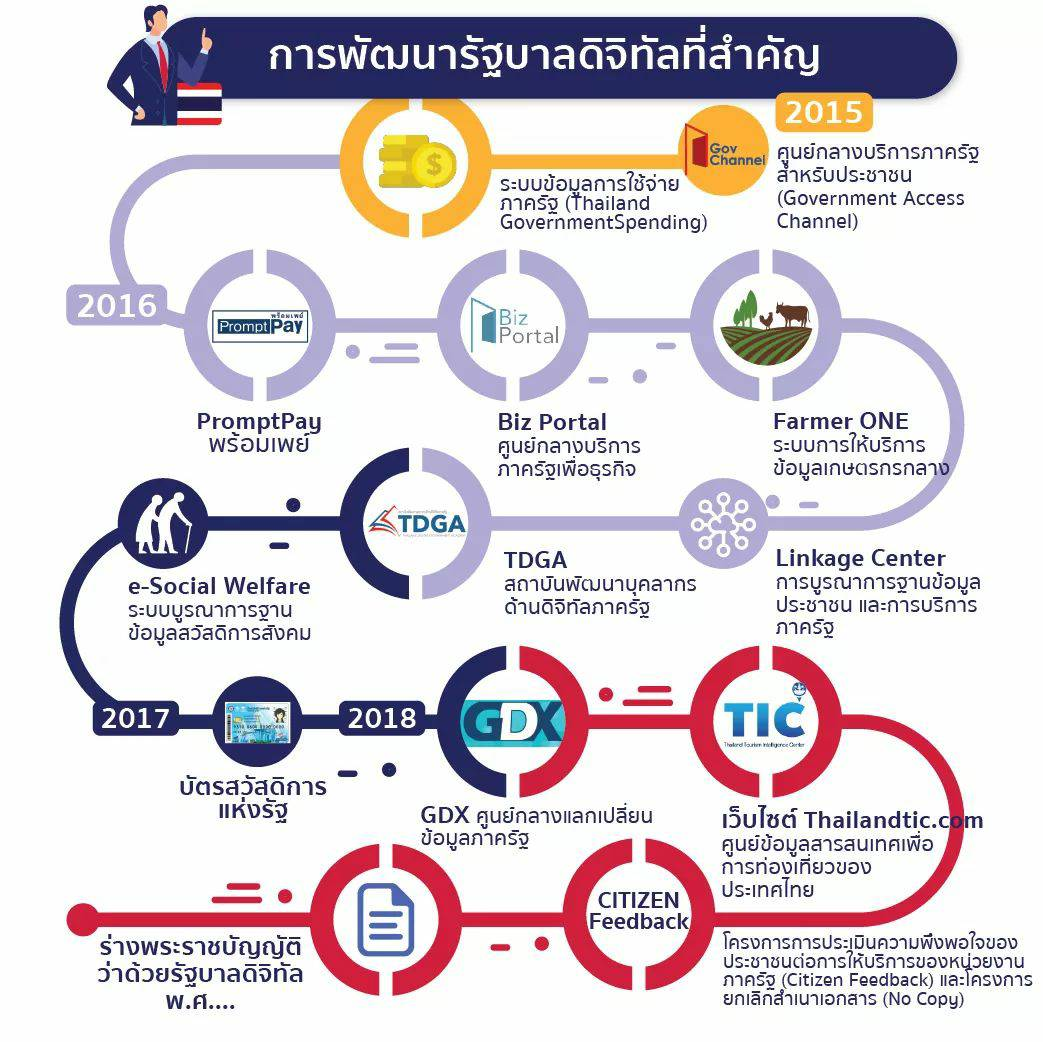 การพัฒนารัฐบาลดิจิทัลที่สำคัญ
2015
Gov
Channel
ศูนย์กลางบริการภาครัฐ
สำหรับประชาชน
(Government Access
Channel)
ระบบข้อมูลการใช้จ่าย
ภาครัฐ (Thailand
GovernmentSpending)
2016
พร้อมเพย์
PromptPay
Biz
Portal
PromptPay
พร้อมเพย์
Biz Portal
ศูนย์กลางบริการ
ภาครัฐเพื่อธุรกิจ
Farmer ONE
ระบบการให้บริการ
ข้อมูลเกษตรกรกลาง
TDGA
e-Social Welfare
ระบบบูรณาการฐาน
ข้อมูลสวัสดิการสังคม
TDGA
สถาบันพัฒนาบุคลากร
ด้านดิจิทัลภาครัฐ
Linkage Center
การบูรณาการฐานข้อมูล
ประชาชน และการบริการ
ภาครัฐ
2017
2018
GDX
TIC
Thailand Tourism Intelligence Center
บัตรสวัสดิการ
แห่งรัฐ
GDX ศูนย์กลางแลกเปลี่ยน
ข้อมูลภาครัฐ
เว็บไซต์ Thailandtic.com
ศูนย์ข้อมูลสารสนเทศเพื่อ
การท่องเที่ยวของ
ประเทศไทย
CITIZEN
Feedback
ร่างพระราชบัญญัติ
ว่าด้วยรัฐบาลดิจิทัล
พ.ศ....
โครงการการประเมินความพึงพอใจของ
ประชาชนต่อการให้บริการของหน่วยงาน
ภาครัฐ (Citizen Feedback) และโครงการ
ยกเลิกสำเนาเอกสาร (No Copy)